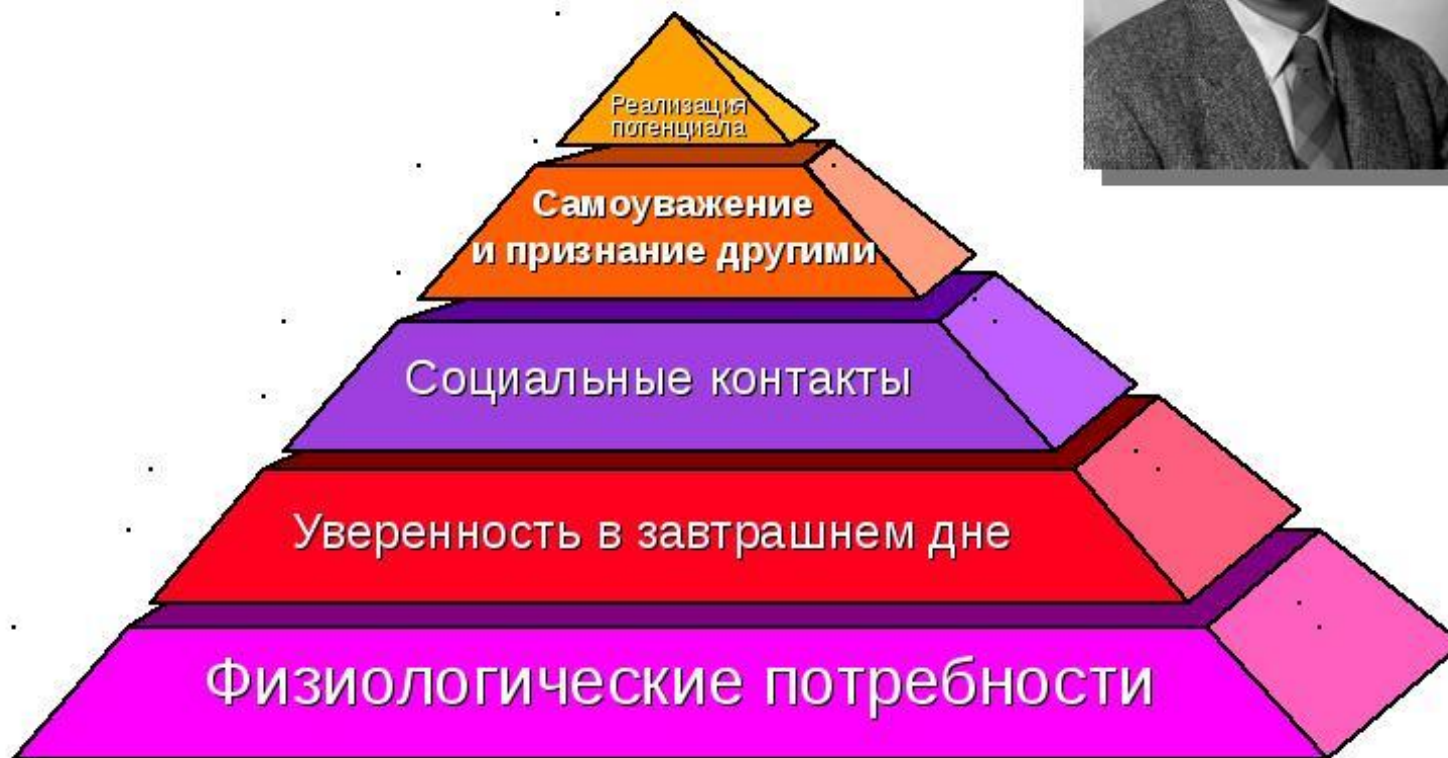 Реализация
потенциала
Самоуважение
и признание другими
Социальные контакты
Уверенность в завтрашнем дне
Физиологические потребности